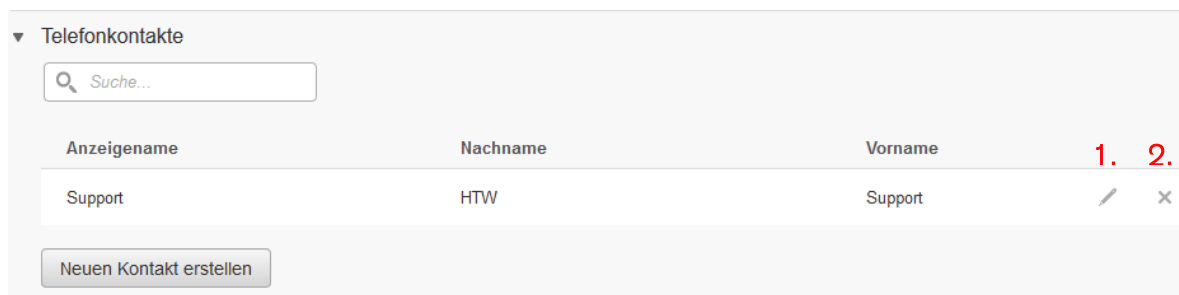 Telefonkontakte
Suche...
Anzeigename Nachname Vorname 1. 2.
Support HTW Support
Neuen Kontakt erstellen